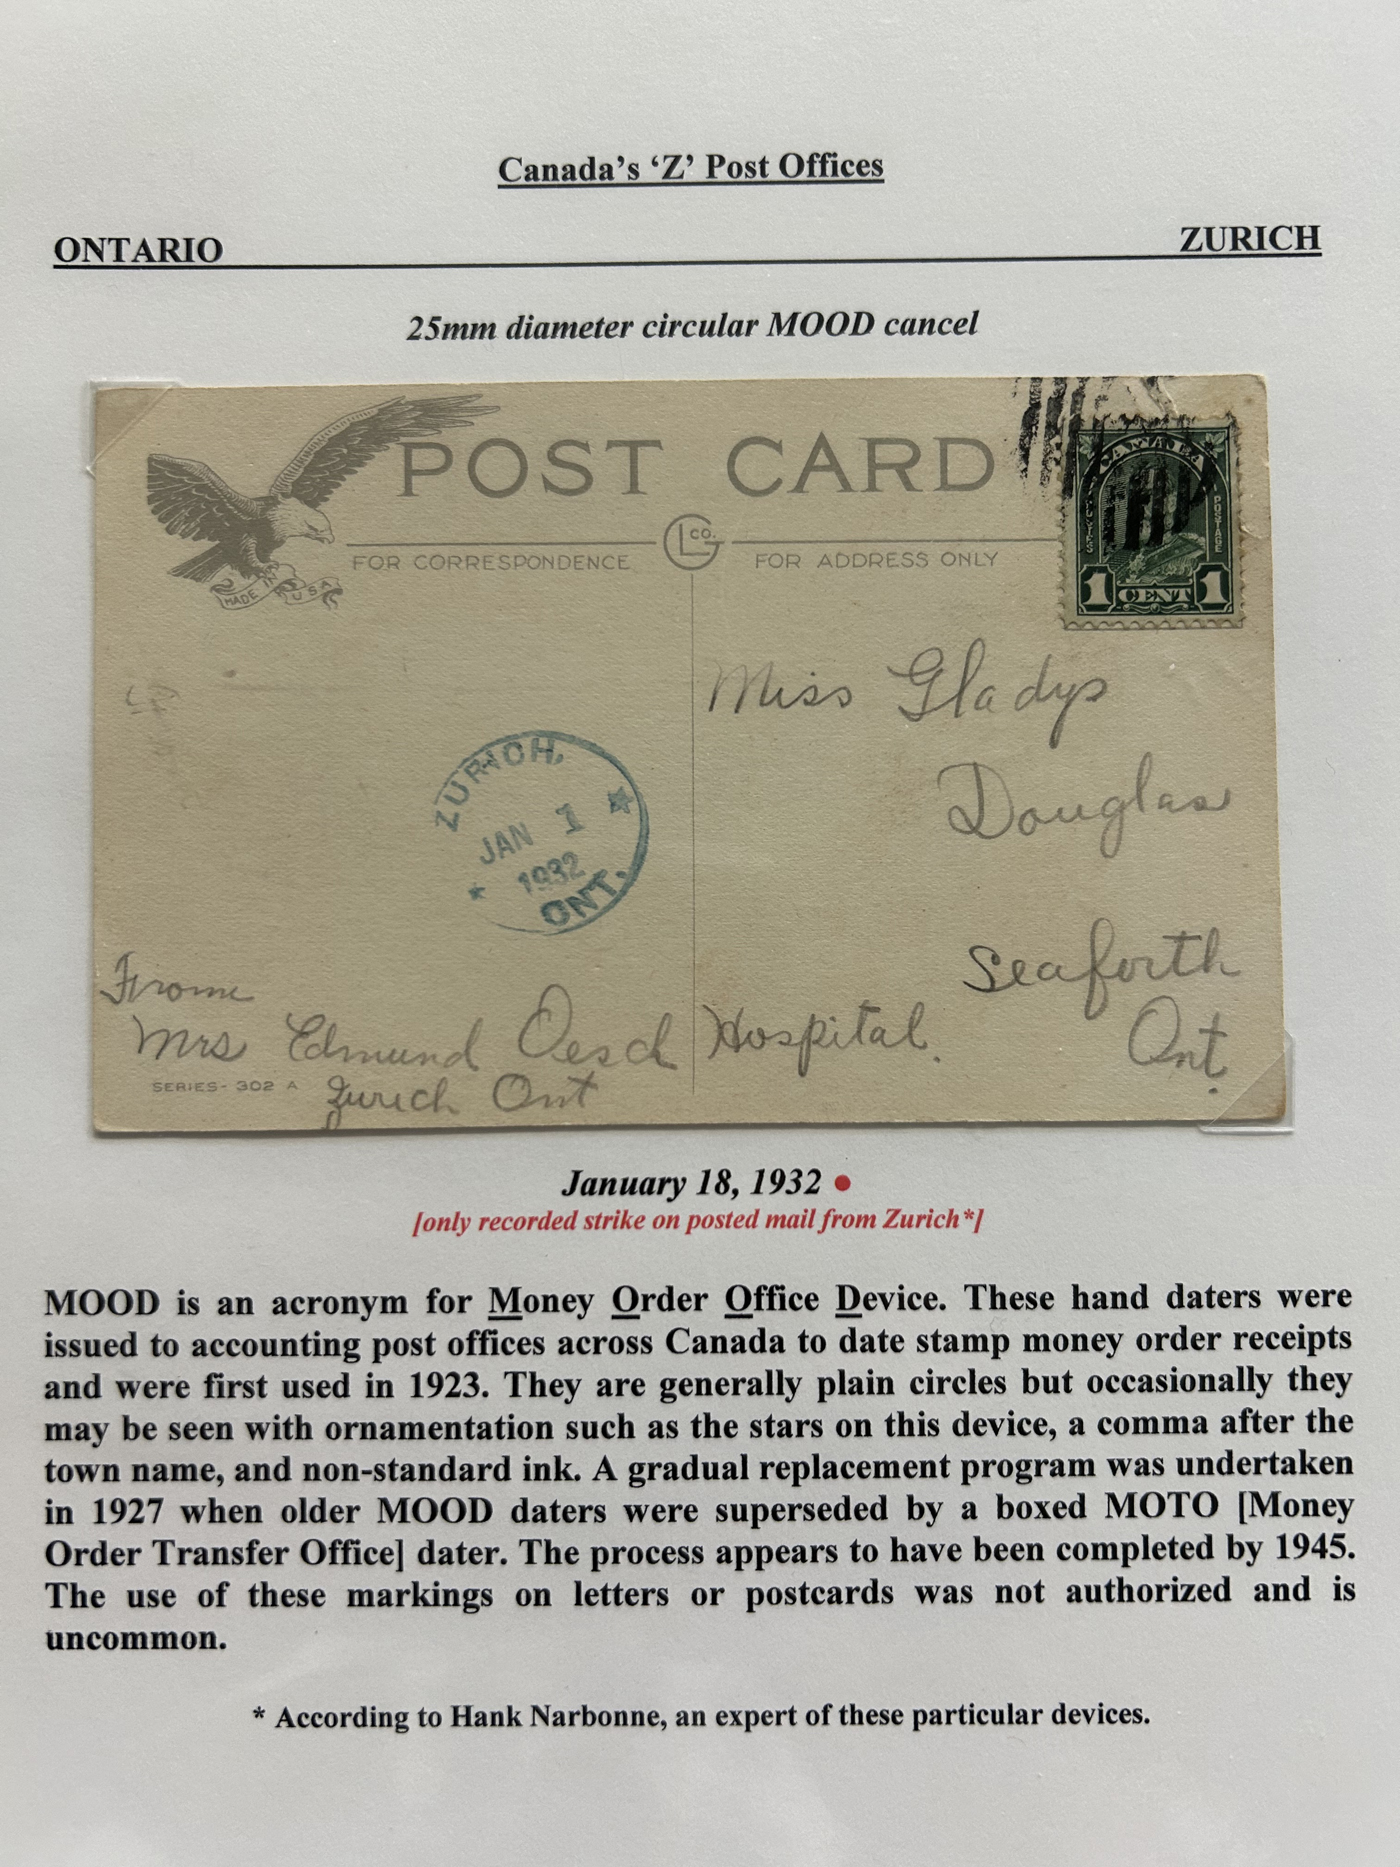 Canada's 'Z' Post Offices
ONTARIO ZURICH
25mm diameter circular MOOD cancel
POST CARD
CANADA
POSTES POSTAGE
1 CENT 1
L G CO.
FOR CORRESPONDENCE FOR ADDRESS ONLY
MADE IN U S A
Miss Gladys
Douglas
ZURICH,
JAN 1
1932
ONT.
Seaforth
Hospital. Ont.
From
Mrs Edmund Oesch
SERIES- 302 A
Zurich Ont
January 18, 1932
[only recorded strike on posted mail from Zurich*]
MOOD is an acronym for Money Order Office Device. These hand daters were
issued to accounting post offices across Canada to date stamp money order receipts
and were first used in 1923. They are generally plain circles but occasionally they
may be seen with ornamentation such as the stars on this device, a comma after the
town name, and non-standard ink. A gradual replacement program was undertaken
in 1927 when older MOOD daters were superseded by a boxed MOTO [Money
Order Transfer Office] dater. The process appears to have been completed by 1945.
The use of these markings on letters or postcards was not authorized and is
uncommon.
* According to Hank Narbonne, an expert of these particular devices.